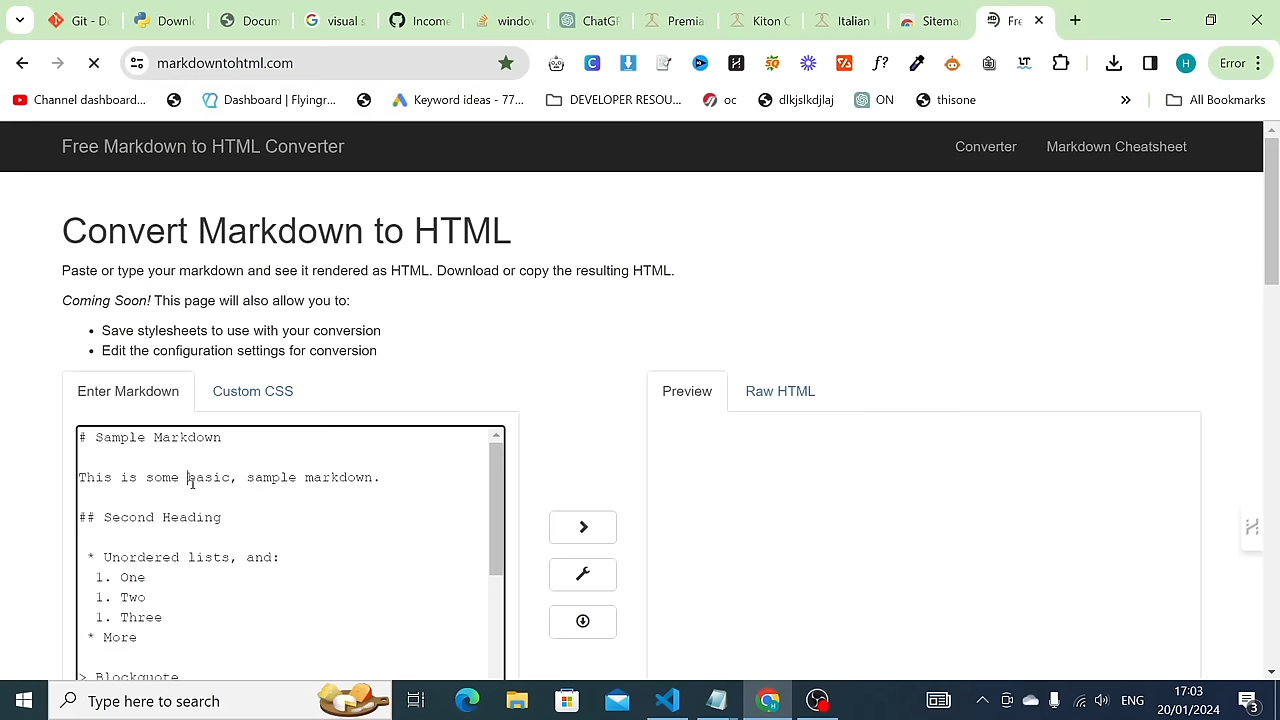 Git - Do
Downlo
Docum
visual s
Income
window
ChatGP
Premia
Kiton C
Italian
Sitema
Fre
markdowntohtml.com
Error
Channel dashboard...
Dashboard | Flyingr...
Keyword ideas - 77...
DEVELOPER RESOU...
oc
dlkjslkdjlaj
ON
thisone
All Bookmarks
Free Markdown to HTML Converter
Converter
Markdown Cheatsheet
Convert Markdown to HTML
Paste or type your markdown and see it rendered as HTML. Download or copy the resulting HTML.
Coming Soon! This page will also allow you to:
• Save stylesheets to use with your conversion
• Edit the configuration settings for conversion
Enter Markdown
Custom CSS
Preview
Raw HTML
# Sample Markdown
This is some basic, sample markdown.
## Second Heading
* Unordered lists, and:
1. One
1. Two
1. Three
* More
> Blockquote
Type here to search
ENG
17:03
20/01/2024
3